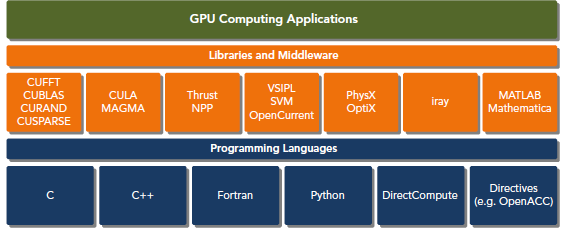 GPU Computing Applications
Libraries and Middleware
CUFFT
CUBLAS
CURAND
CUSPARSE
CULA
MAGMA
Thrust
NPP
VSIPL
SVM
OpenCurrent
PhysX
OptiX
iray
MATLAB
Mathematica
Programming Languages
C
C++
Fortran
Python
DirectCompute
Directives
(e.g. OpenACC)